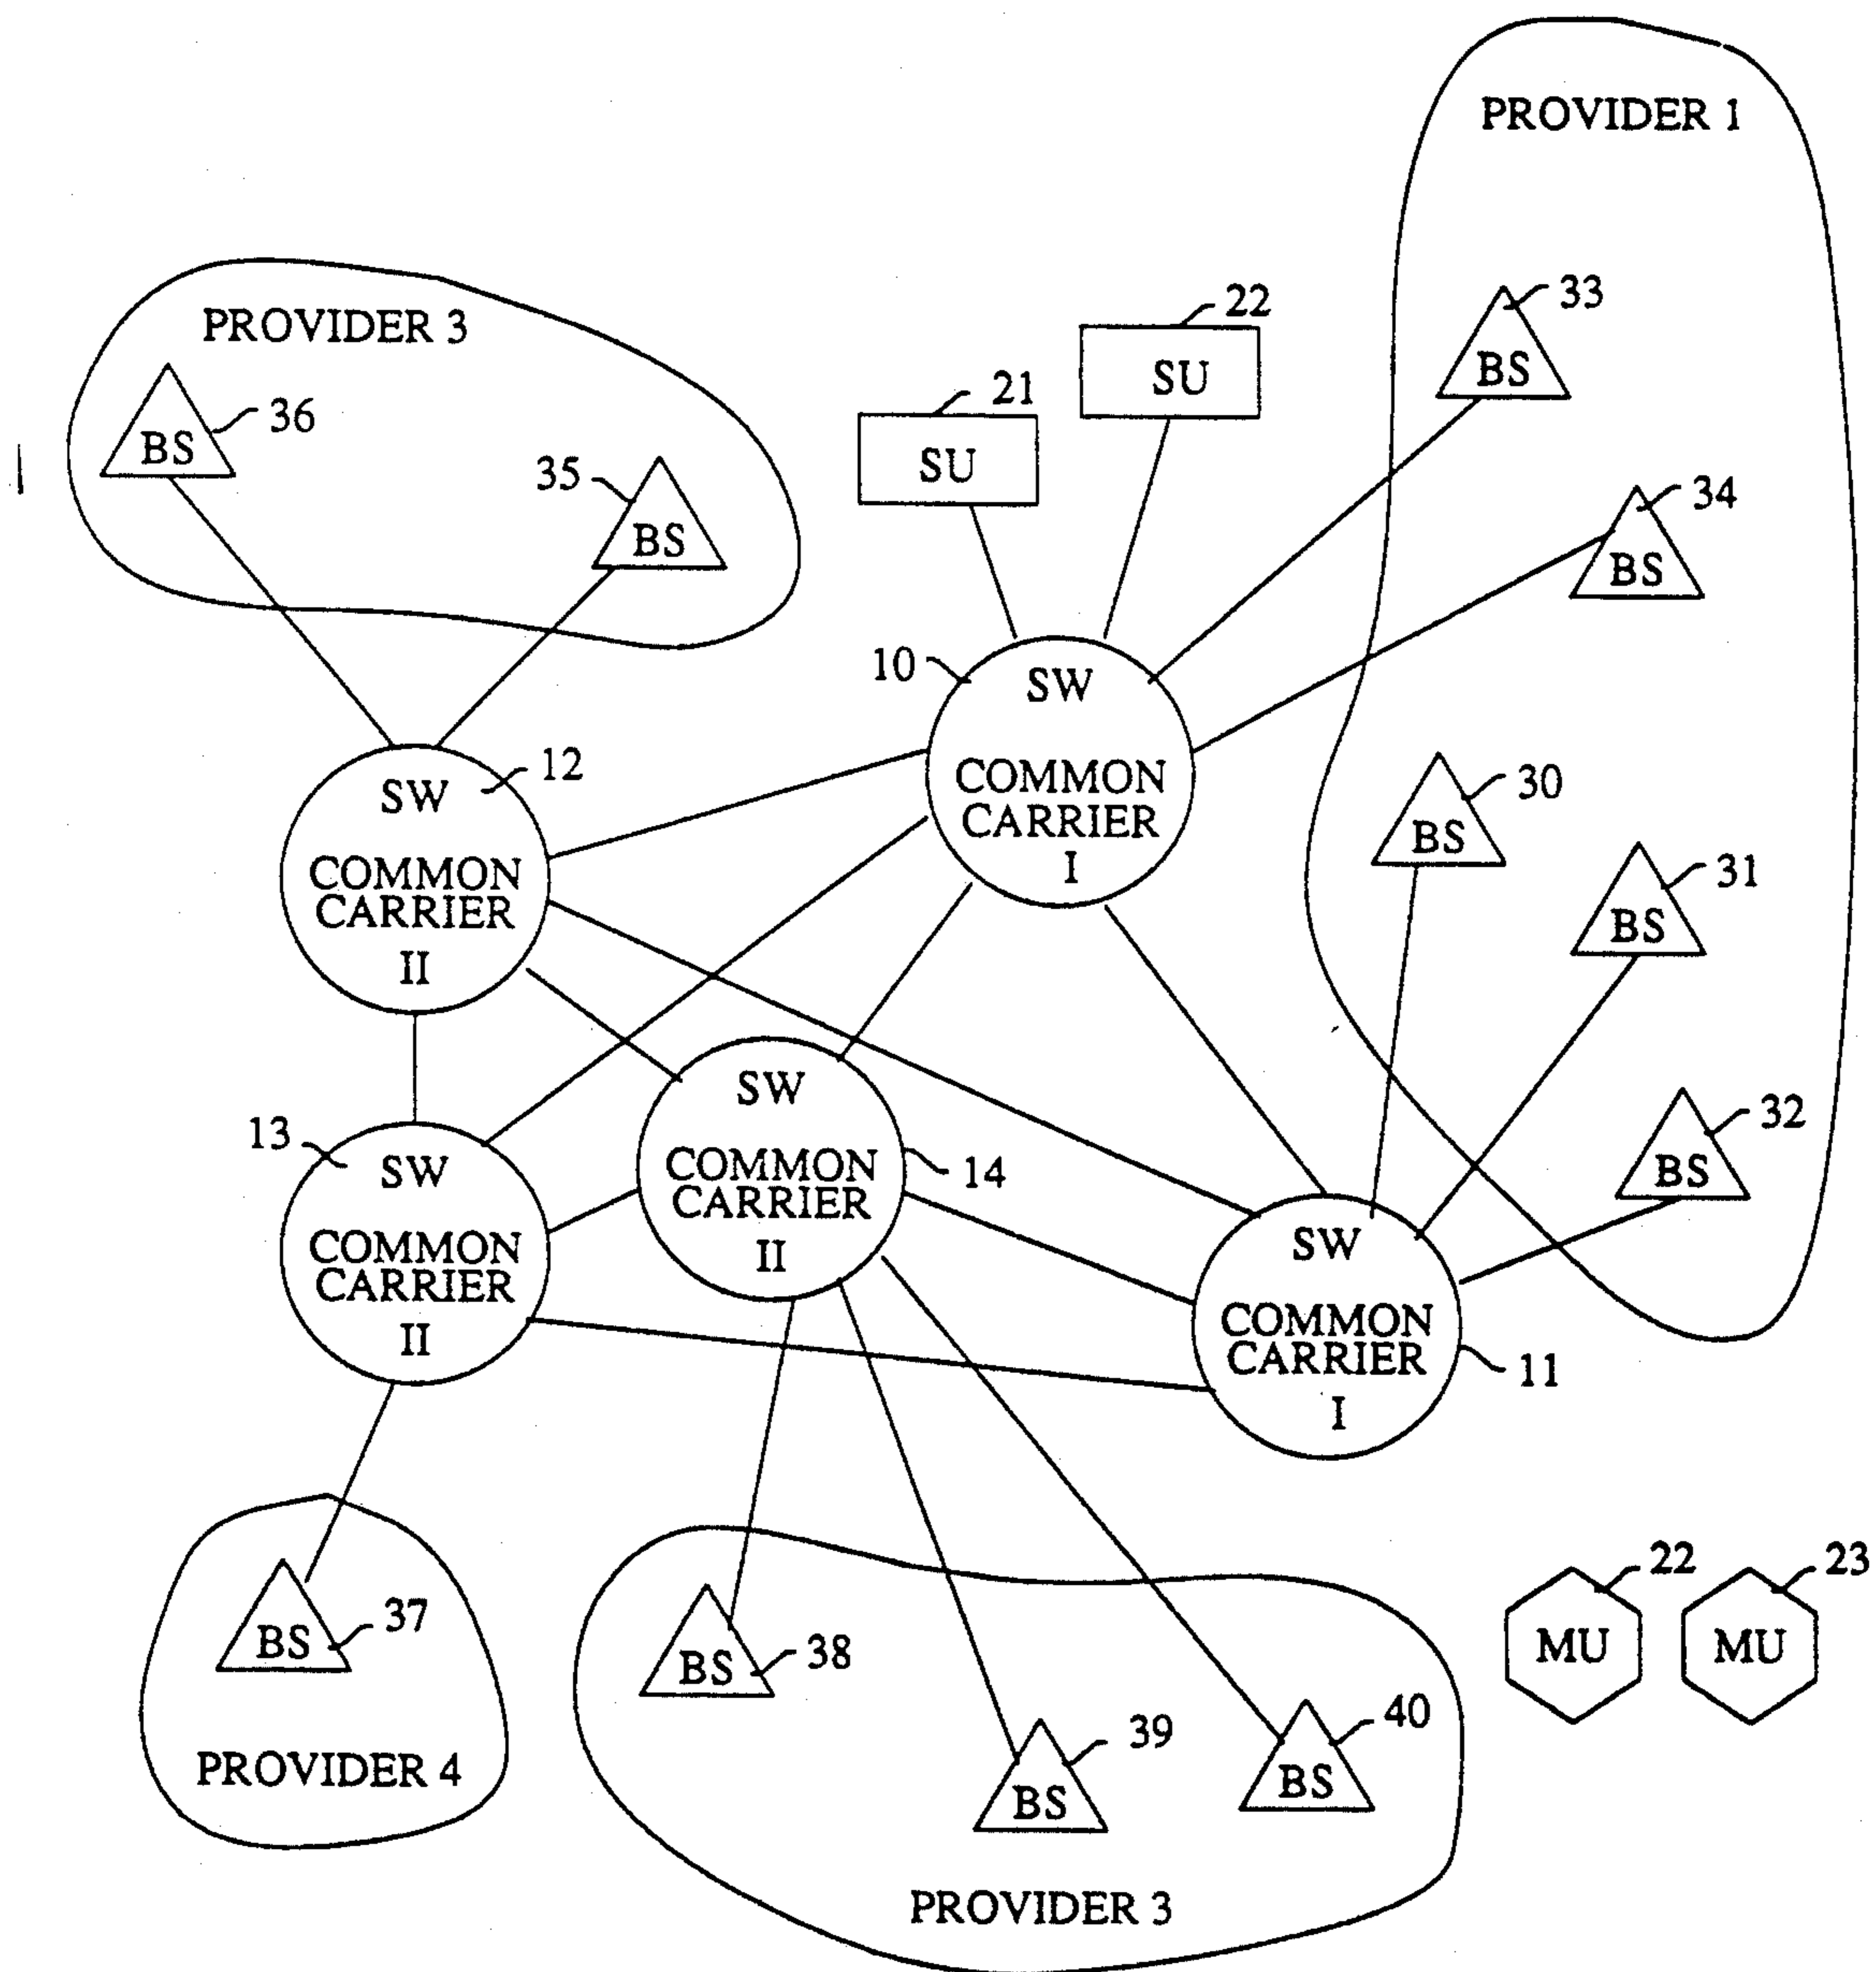 PROVIDER 1
33
BS
34
BS
30
BS
31
BS
32
BS
PROVIDER 3
36
BS
35
BS
21
SU
22
SU
10
SW
COMMON
CARRIER
I
12
SW
COMMON
CARRIER
II
13
SW
COMMON
CARRIER
II
14
SW
COMMON
CARRIER
II
11
SW
COMMON
CARRIER
I
37
BS
PROVIDER 4
38
BS
39
BS
40
BS
PROVIDER 3
22
MU
23
MU